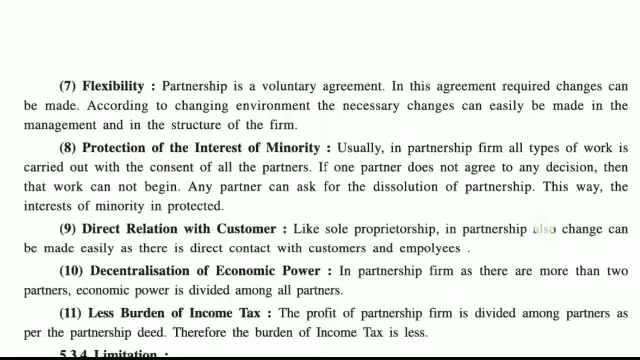 (7) Flexibility : Partnership is a voluntary agreement. In this agreement required changes can
be made. According to changing environment the necessary changes can easily be made in the
management and in the structure of the firm.
(8) Protection of the Interest of Minority : Usually, in partnership firm all types of work is
carried out with the consent of all the partners. If one partner does not agree to any decision, then
that work can not begin. Any partner can ask for the dissolution of partnership. This way, the
interests of minority in protected.
(9) Direct Relation with Customer : Like sole proprietorship, in partnership also change can
be made easily as there is direct contact with customers and empolyees .
(10) Decentralisation of Economic Power : In partnership firm as there are more than two
partners, economic power is divided among all partners.
(11) Less Burden of Income Tax : The profit of partnership firm is divided among partners as
per the partnership deed. Therefore the burden of Income Tax is less.
5.3.4 Limitation :